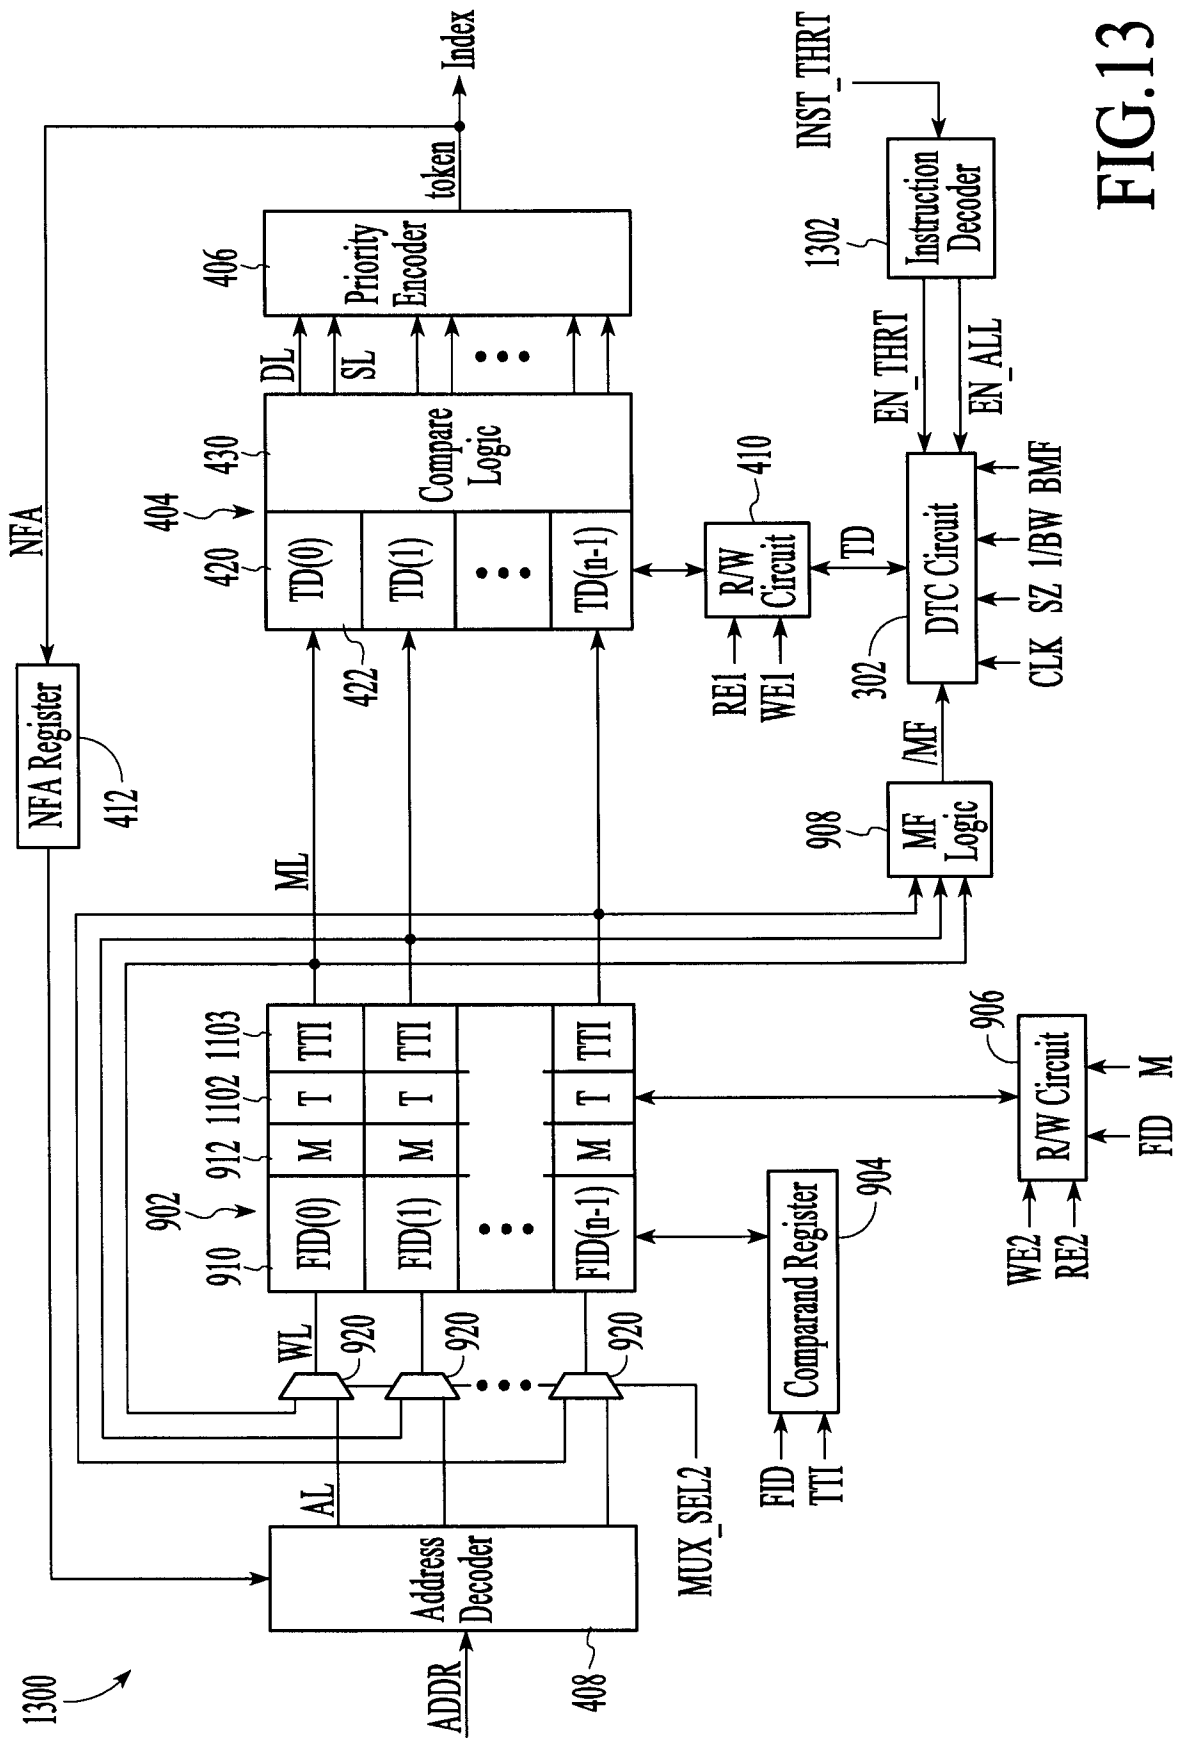 1300
ADDR
408
Address
Decoder
AL
MUX_SEL2
NFA Register
412
NFA
WL
920
920
920
902
910
912
1102
1103
FID(0)
M
T
TTI
FID(1)
M
T
TTI
FID(n-1)
M
T
TTI
ML
FID
TTI
Comparand Register
904
WE2
RE2
R/W Circuit
906
FID
M
404
420
430
422
TD(0)
TD(1)
TD(n-1)
Compare
Logic
DL
SL
406
Priority
Encoder
token
Index
RE1
WE1
R/W
Circuit
410
TD
908
MF
Logic
/MF
302
DTC Circuit
CLK
SZ
1/BW
BMF
EN_THRT
EN_ALL
1302
Instruction
Decoder
INST_THRT
FIG.13